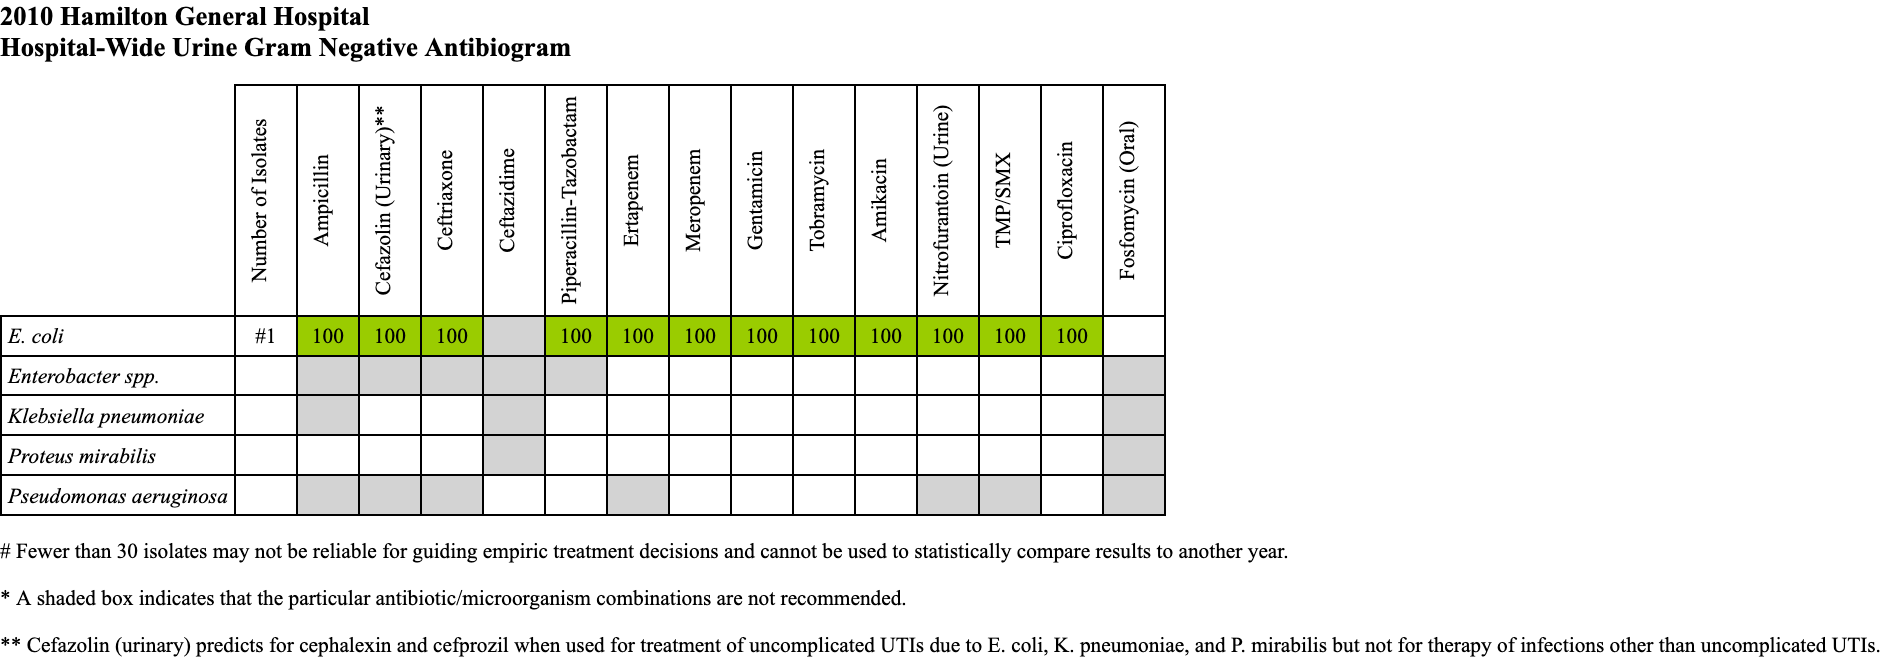 2010 Hamilton General Hospital
Hospital-Wide Urine Gram Negative Antibiogram
Number of Isolates
Ampicillin
Cefazolin (Urinary)**
Ceftriaxone
Ceftazidime
Piperacillin-Tazobactam
Ertapenem
Meropenem
Gentamicin
Tobramycin
Amikacin
Nitrofurantoin (Urine)
TMP/SMX
Ciprofloxacin
Fosfomycin (Oral)
E. coli #1 100 100 100 100 100 100 100 100 100 100 100 100
Enterobacter spp.
Klebsiella pneumoniae
Proteus mirabilis
Pseudomonas aeruginosa
# Fewer than 30 isolates may not be reliable for guiding empiric treatment decisions and cannot be used to statistically compare results to another year.
* A shaded box indicates that the particular antibiotic/microorganism combinations are not recommended.
** Cefazolin (urinary) predicts for cephalexin and cefprozil when used for treatment of uncomplicated UTIs due to E. coli, K. pneumoniae, and P. mirabilis but not for therapy of infections other than uncomplicated UTIs.